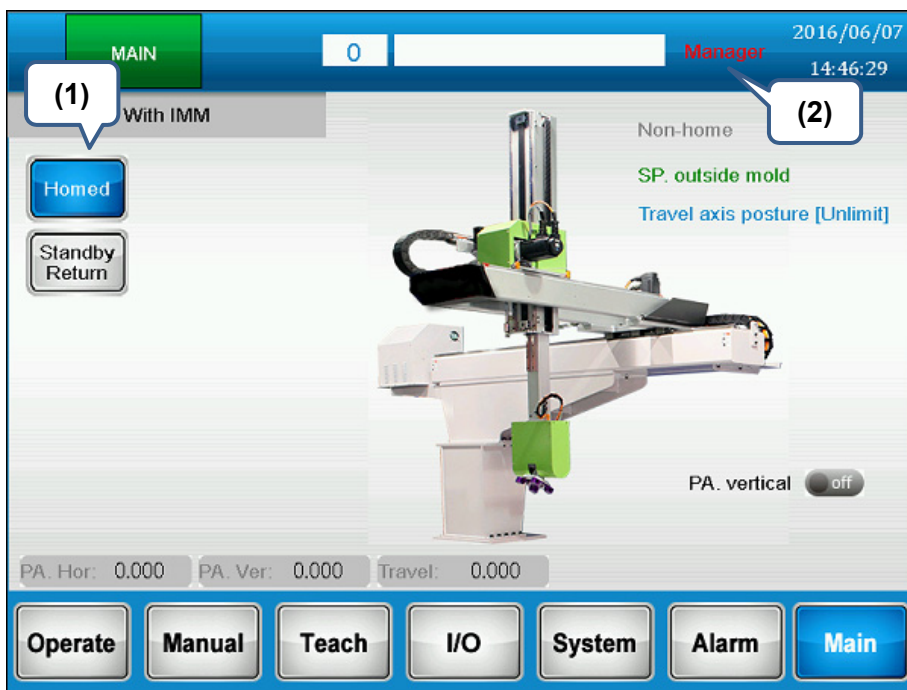 MAIN
0
Manager
2016/06/07
14:46:29
(1)
(2)
With IMM
Non-home
SP. outside mold
Travel axis posture [Unlimit]
Homed
Standby
Return
PA. vertical
off
PA. Hor: 0.000 PA. Ver: 0.000 Travel: 0.000
Operate Manual Teach I/O System Alarm Main